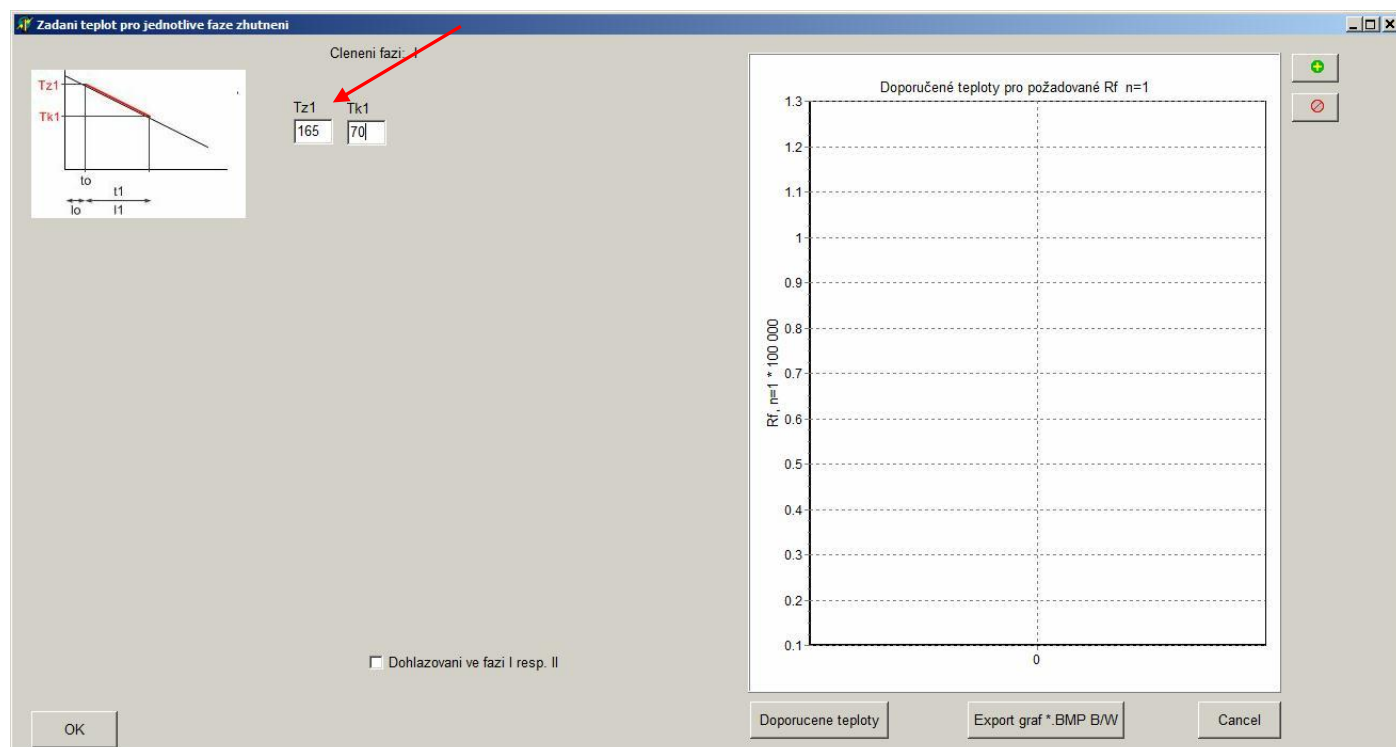 Zadani teplot pro jednotlive faze zhutneni
Cleneni fazi: I
Tz1
Tk1
to
t1
lo
l1
Tz1 Tk1
165 70
Doporučené teploty pro požadované Rf n=1
1.3
1.2
1.1
1
0.9
0.8
0.7
0.6
0.5
0.4
0.3
0.2
0.1
Rf, n=1 * 100 000
0
Dohlazovani ve fazi I resp. II
OK
Doporucene teploty
Export graf *.BMP B/W
Cancel